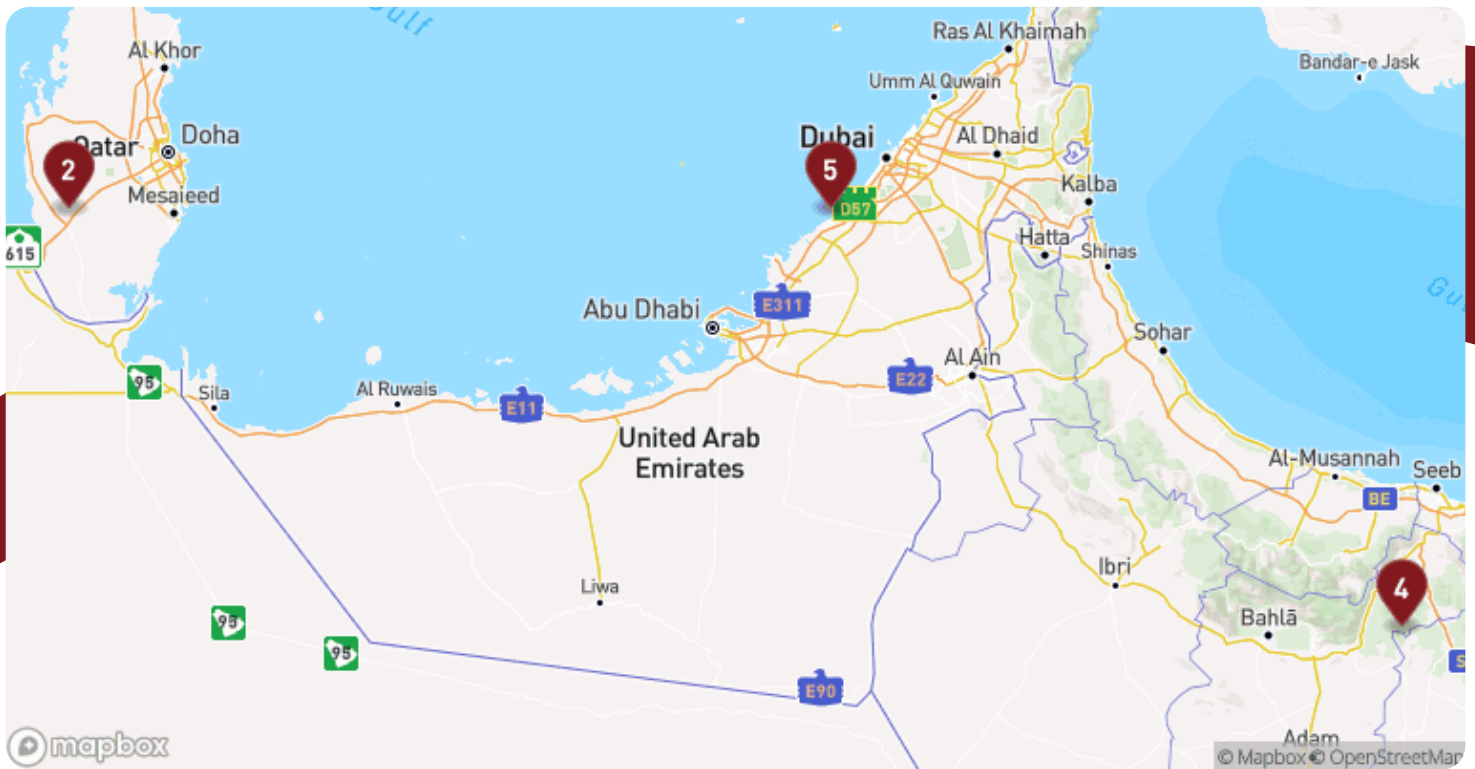 Gulf
Al Khor
Ras Al Khaimah
Bandar-e Jask
Umm Al Quwain
Doha
Qatar
Dubai
Al Dhaid
2
5
Mesaieed
Kalba
D57
615
Hatta
Shinas
Abu Dhabi
E311
Sohar
Al Ain
E22
95
Sila
Al Ruwais
E11
United Arab
Emirates
Al-Musannah
Seeb
BE
Ibri
Liwa
4
95
Bahlā
95
E90
Adam
mapbox
© Mapbox © OpenStreetMap